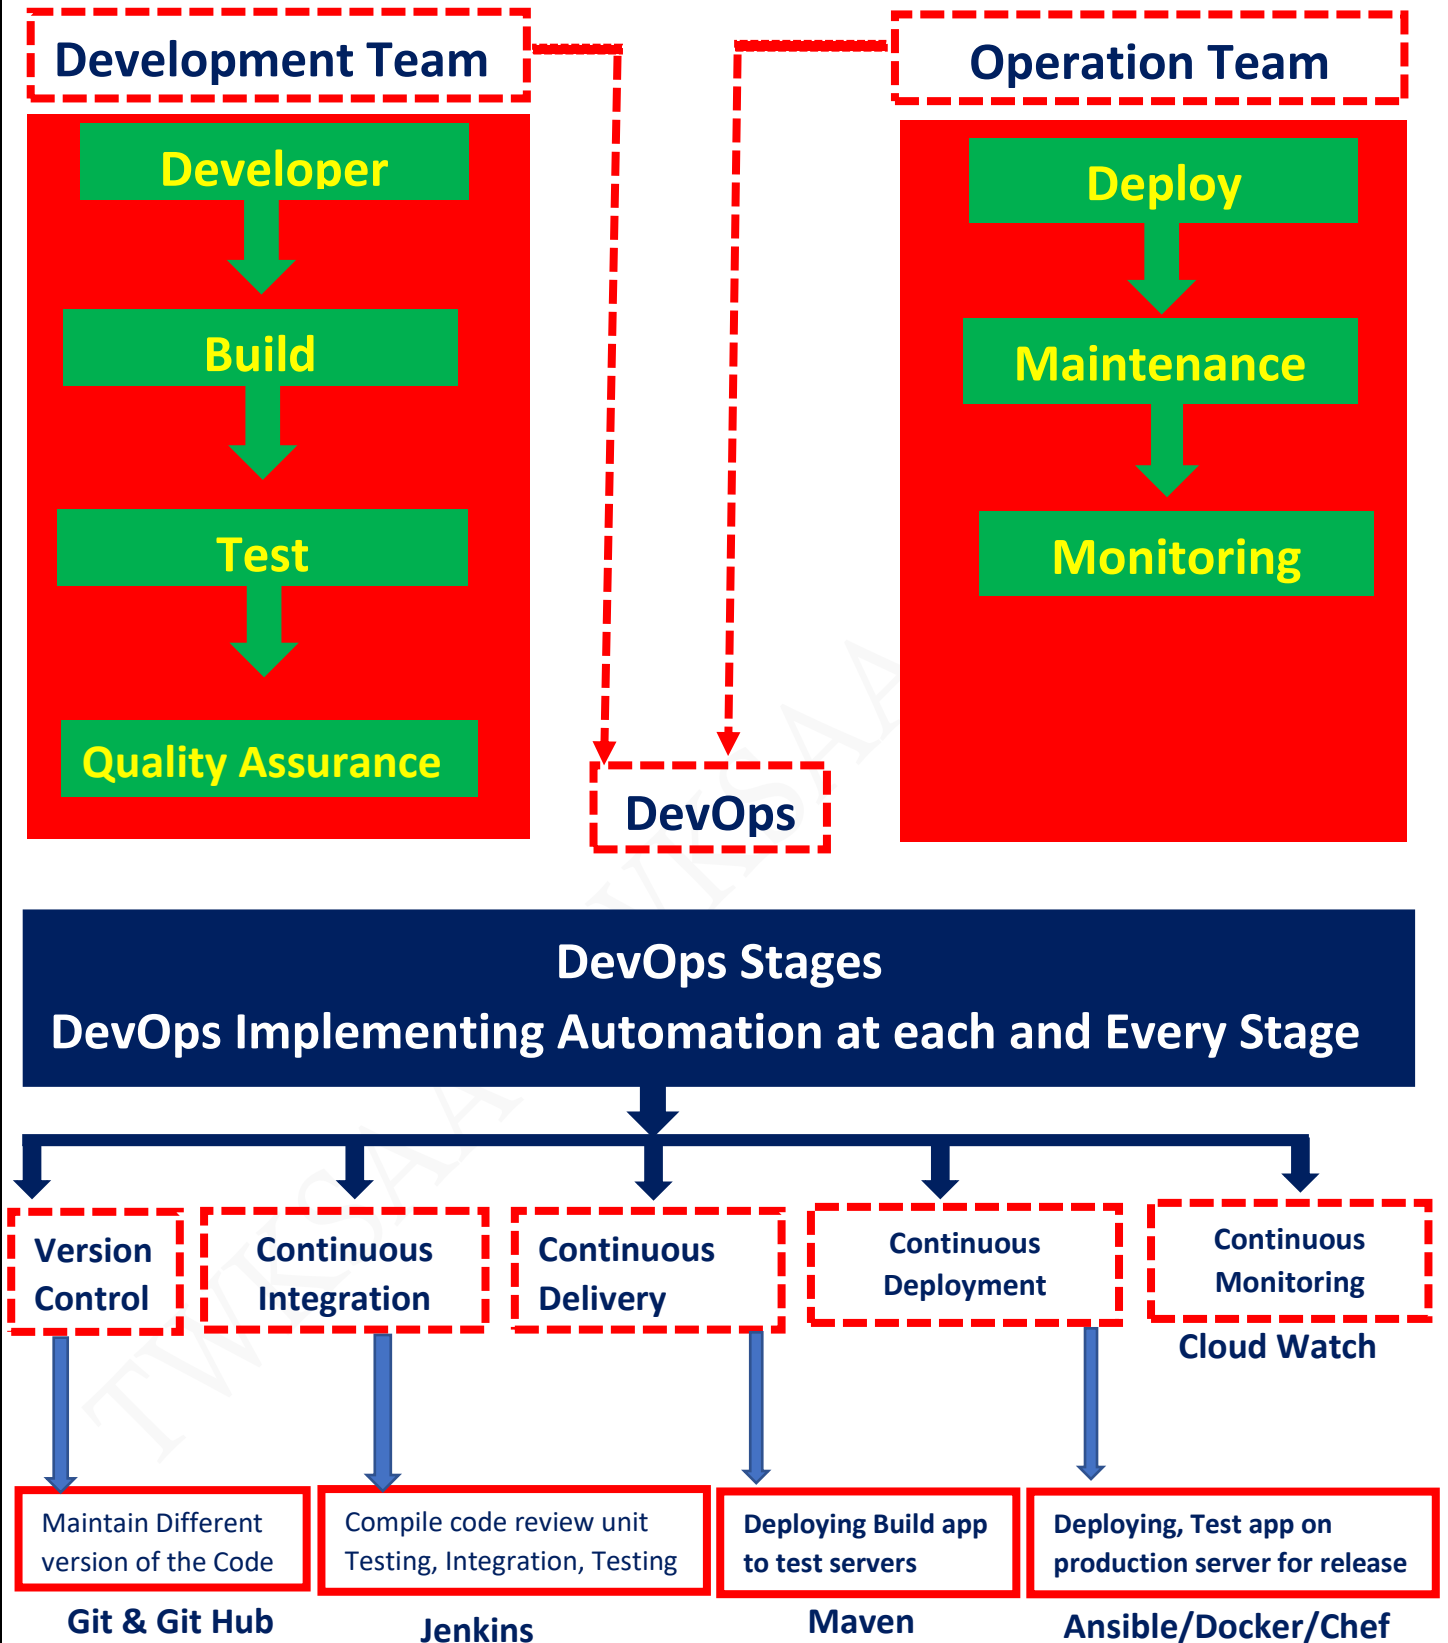 Development Team
Operation Team
Developer
Build
Test
Quality Assurance
Deploy
Maintenance
Monitoring
DevOps
DevOps Stages
DevOps Implementing Automation at each and Every Stage
Version
Control
Continuous
Integration
Continuous
Delivery
Continuous
Deployment
Continuous
Monitoring
Cloud Watch
Maintain Different
version of the Code
Compile code review unit
Testing, Integration, Testing
Deploying Build app
to test servers
Deploying, Test app on
production server for release
Git & Git Hub
Jenkins
Maven
Ansible/Docker/Chef